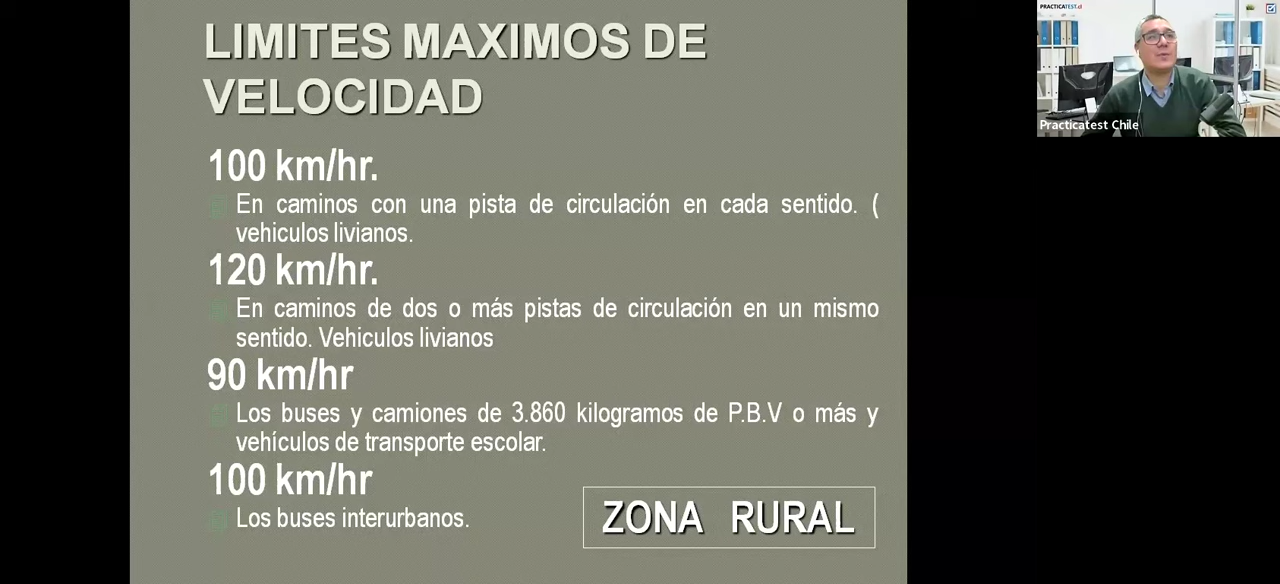 LIMITES MAXIMOS DE
VELOCIDAD
100 km/hr.
En caminos con una pista de circulación en cada sentido. (
vehiculos livianos.
120 km/hr.
En caminos de dos o más pistas de circulación en un mismo
sentido. Vehiculos livianos
90 km/hr
Los buses y camiones de 3.860 kilogramos de P.B.V o más y
vehículos de transporte escolar.
100 km/hr
Los buses interurbanos.
ZONA RURAL
PRACTICATEST.cl
Practicatest Chile